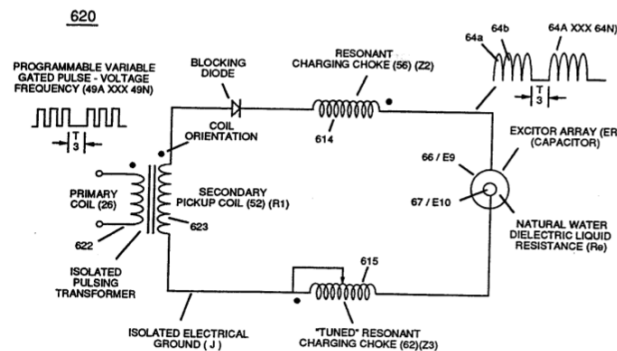 620
PROGRAMMABLE VARIABLE
GATED PULSE - VOLTAGE
FREQUENCY (49A XXX 49N)
T
3
BLOCKING
DIODE
RESONANT
CHARGING CHOKE (56) (Z2)
614
64a
64b
64A XXX 64N)
T
3
COIL
ORIENTATION
EXCITOR ARRAY (ER
(CAPACITOR)
66 / E9
67 / E10
PRIMARY
COIL (26)
SECONDARY
PICKUP COIL (52) (R1)
622
623
NATURAL WATER
DIELECTRIC LIQUID
RESISTANCE (Re)
ISOLATED
PULSING
TRANSFORMER
615
ISOLATED ELECTRICAL
GROUND ( J )
"TUNED" RESONANT
CHARGING CHOKE (62)(Z3)